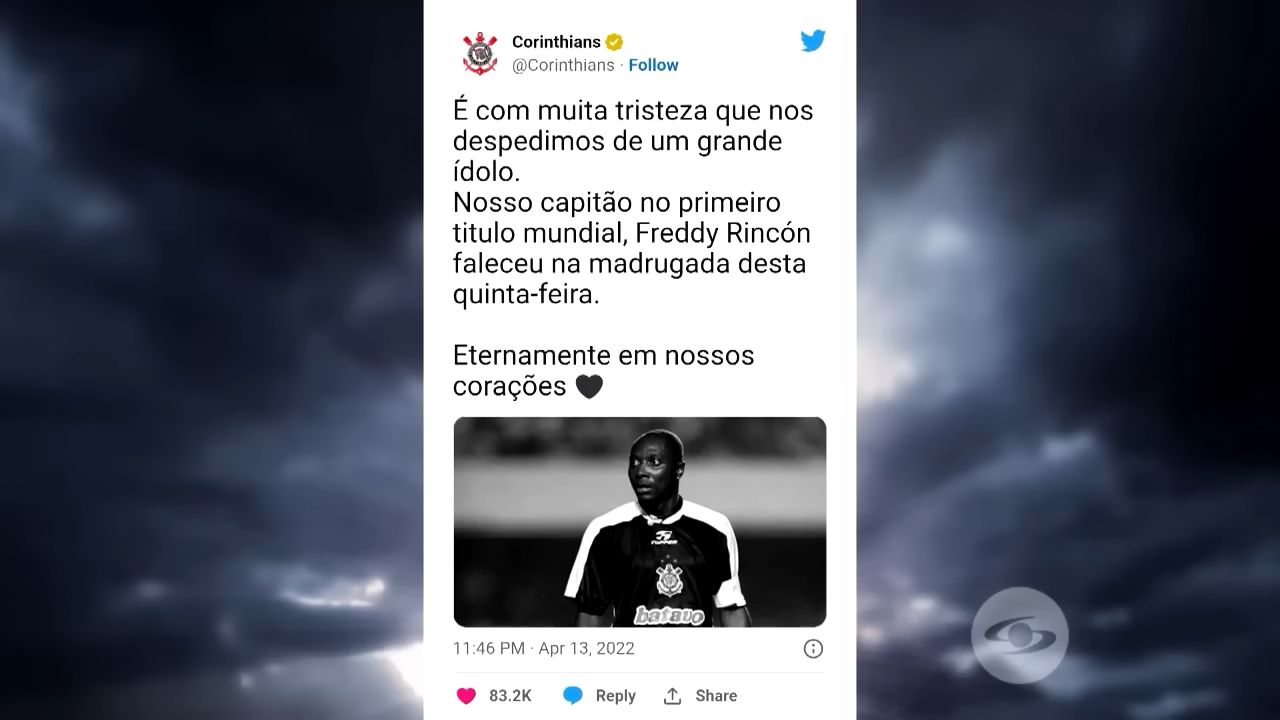 Corinthians
@Corinthians · Follow
É com muita tristeza que nos
despedimos de um grande
ídolo.
Nosso capitão no primeiro
titulo mundial, Freddy Rincón
faleceu na madrugada desta
quinta-feira.
Eternamente em nossos
corações 🖤
TOPPER
batavo
11:46 PM · Apr 13, 2022
83.2K Reply Share